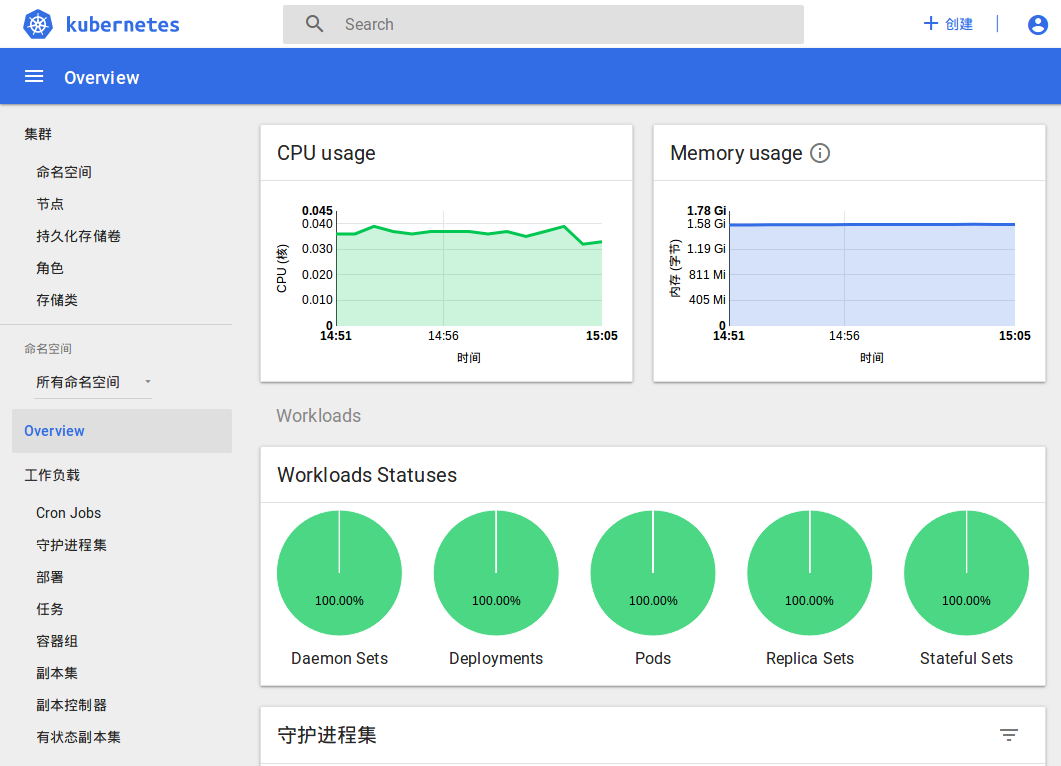 kubernetes
Search
创建
Overview
集群
命名空间
节点
持久化存储卷
角色
存储类
命名空间
所有命名空间
Overview
工作负载
Cron Jobs
守护进程集
部署
任务
容器组
副本集
副本控制器
有状态副本集
CPU usage
CPU (核)
0.045
0.040
0.030
0.020
0.010
0
14:51 14:56 15:05
时间
Memory usage
内存 (字节)
1.78 Gi
1.58 Gi
1.19 Gi
811 Mi
405 Mi
0
14:51 14:56 15:05
时间
Workloads
Workloads Statuses
100.00% 100.00% 100.00% 100.00% 100.00%
Daemon Sets Deployments Pods Replica Sets Stateful Sets
守护进程集